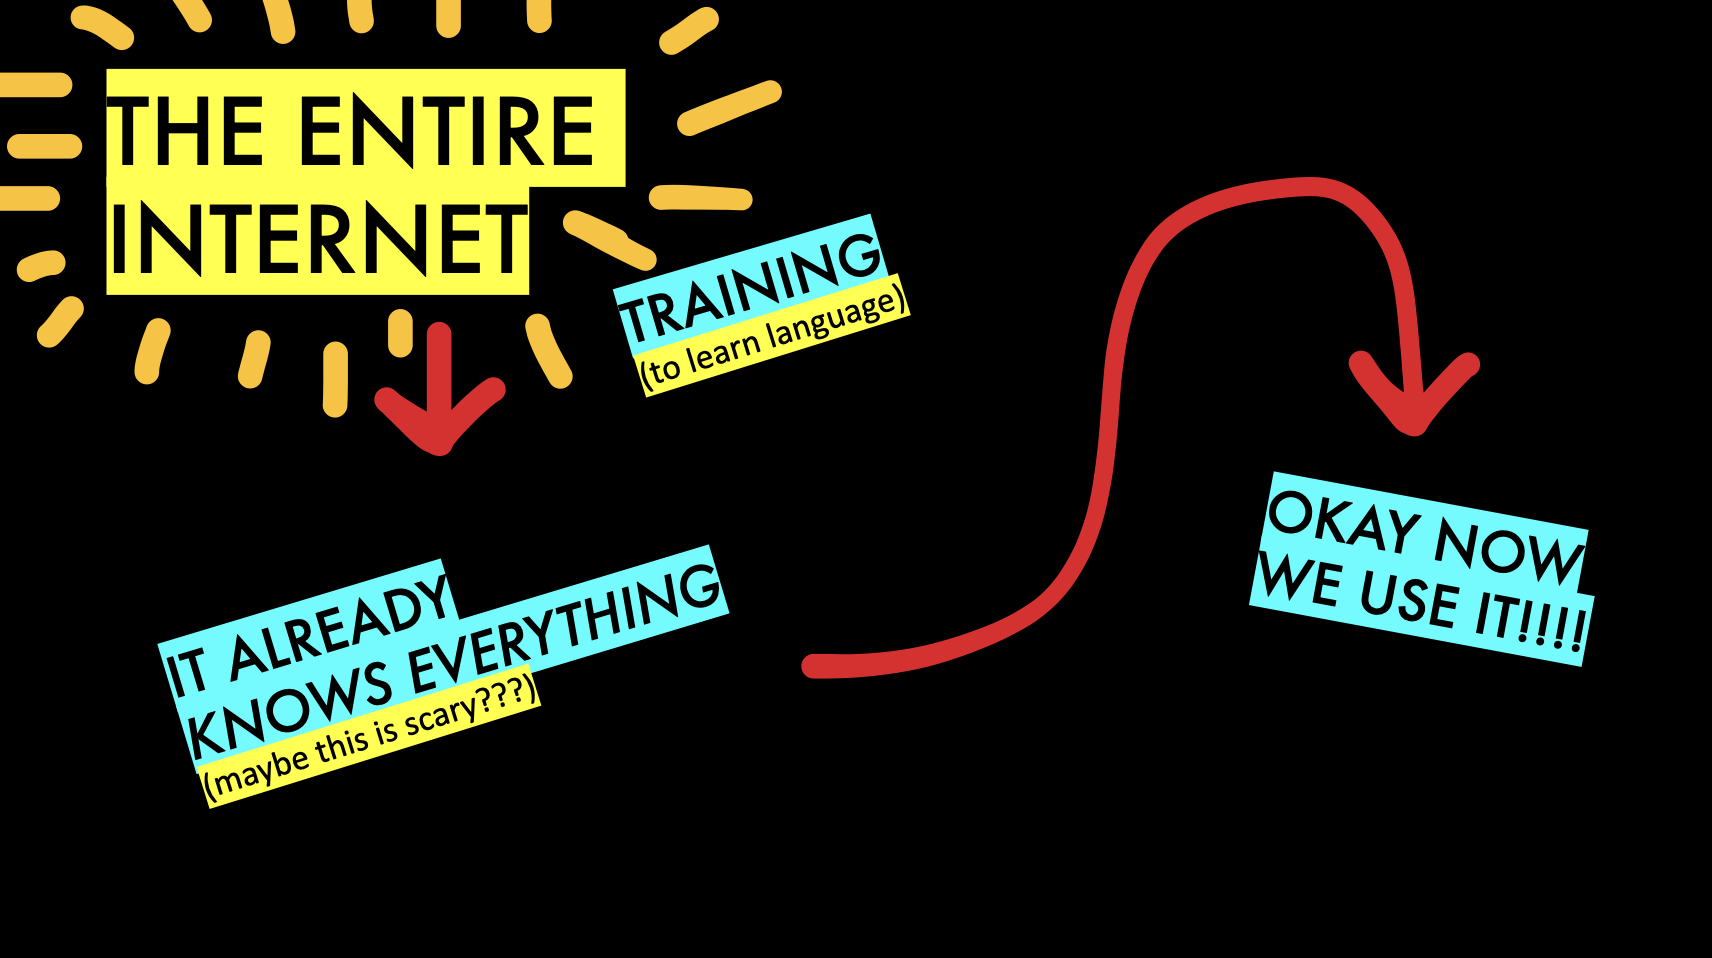 THE ENTIRE
INTERNET
TRAINING
(to learn language)
IT ALREADY
KNOWS EVERYTHING
(maybe this is scary???)
OKAY NOW
WE USE IT!!!!